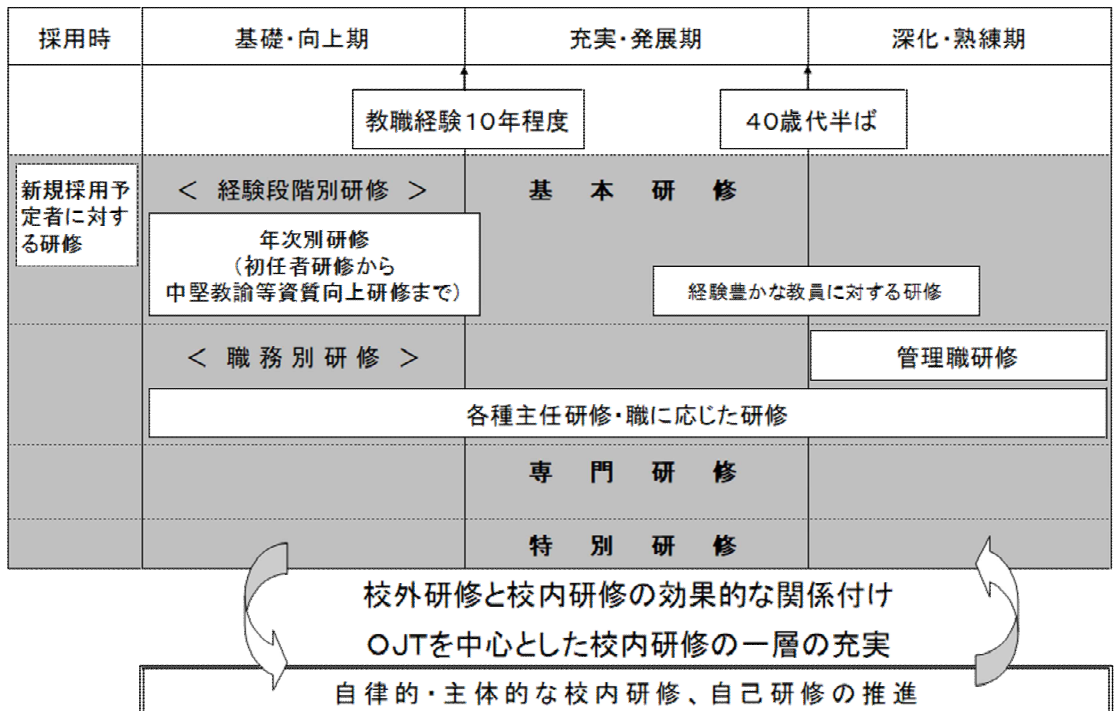 採用時
基礎・向上期
充実・発展期
深化・熟練期
教職経験10年程度
40歳代半ば
新規採用予
定者に対す
る研修
< 経験段階別研修 >
基本研修
年次別研修
(初任者研修から
中堅教諭等資質向上研修まで)
経験豊かな教員に対する研修
< 職務別研修 >
管理職研修
各種主任研修・職に応じた研修
専門研修
特別研修
校外研修と校内研修の効果的な関係付け
OJTを中心とした校内研修の一層の充実
自律的・主体的な校内研修、自己研修の推進